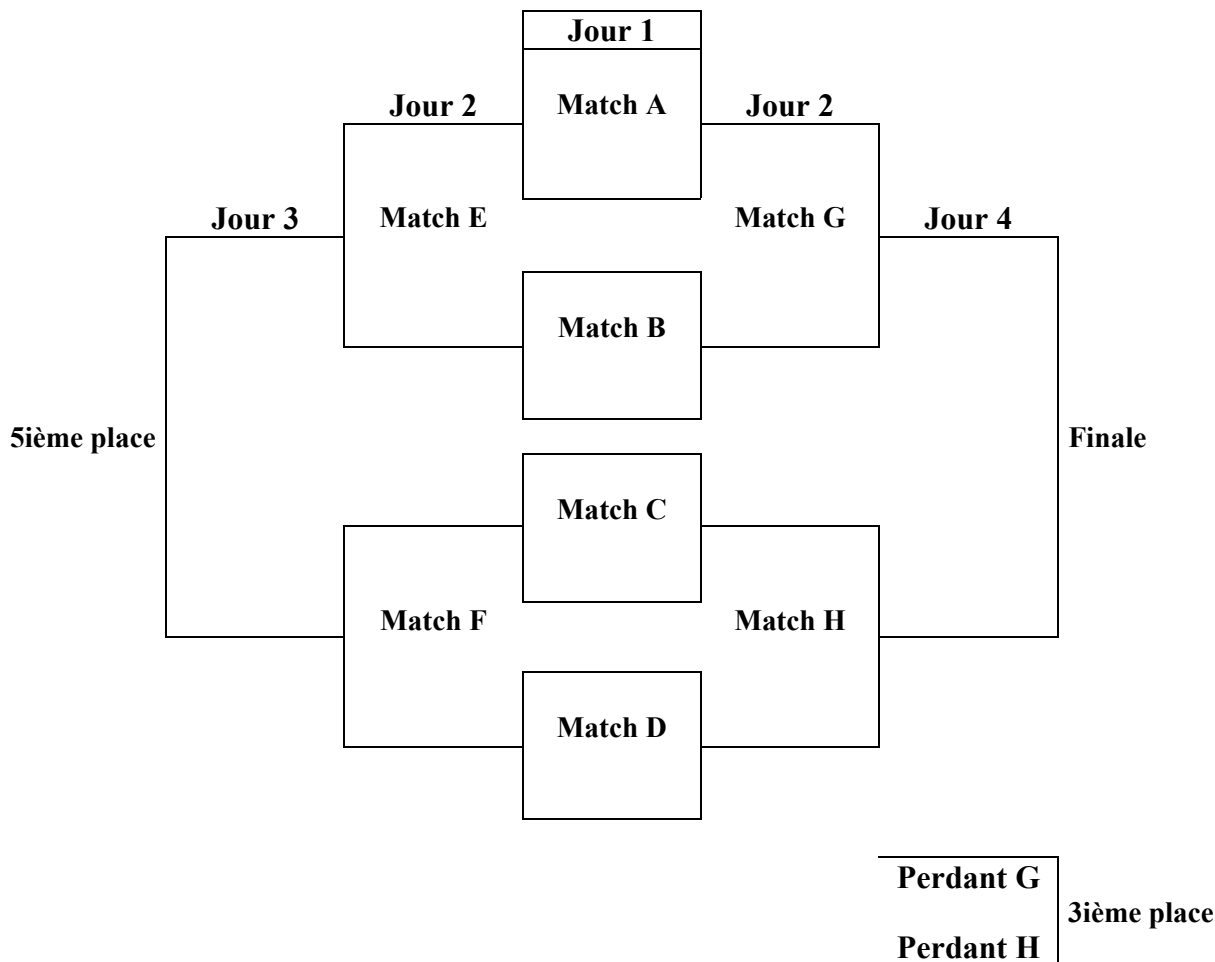 Jour 1
Jour 2
Match A
Jour 2
Jour 3
Match E
Match G
Jour 4
Match B
5ième place
Finale
Match C
Match F
Match H
Match D
Perdant G
3ième place
Perdant H